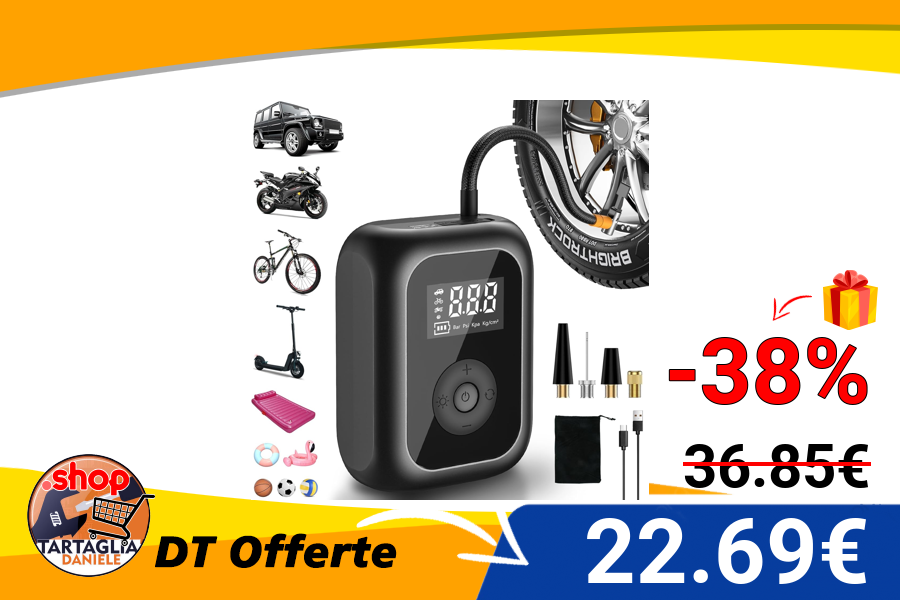 BRIGHTROCK
8.8.8
Bar Psi Kpa Kg/cm²
-38%
36.85€
22.69€
.shop
TARTAGLIA
DANIELE
DT Offerte